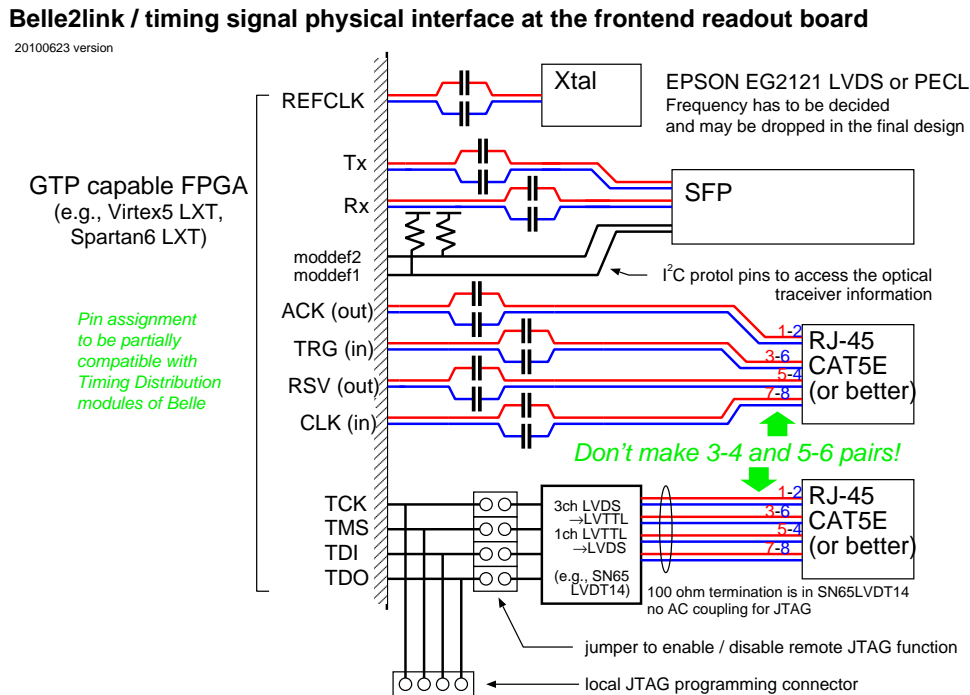 Belle2link / timing signal physical interface at the frontend readout board
20100623 version
REFCLK
Xtal
EPSON EG2121 LVDS or PECL
Frequency has to be decided
and may be dropped in the final design
GTP capable FPGA
(e.g., Virtex5 LXT,
Spartan6 LXT)
Tx
Rx
SFP
moddef2
moddef1
I2C protol pins to access the optical
traceiver information
Pin assignment
to be partially
compatible with
Timing Distribution
modules of Belle
ACK (out)
TRG (in)
RSV (out)
CLK (in)
1-2
3-6
5-4
7-8
RJ-45
CAT5E
(or better)
Don't make 3-4 and 5-6 pairs!
TCK
TMS
TDI
TDO
3ch LVDS
→LVTTL
1ch LVTTL
→LVDS
(e.g., SN65
LVDT14)
1-2
3-6
5-4
7-8
RJ-45
CAT5E
(or better)
100 ohm termination is in SN65LVDT14
no AC coupling for JTAG
jumper to enable / disable remote JTAG function
local JTAG programming connector